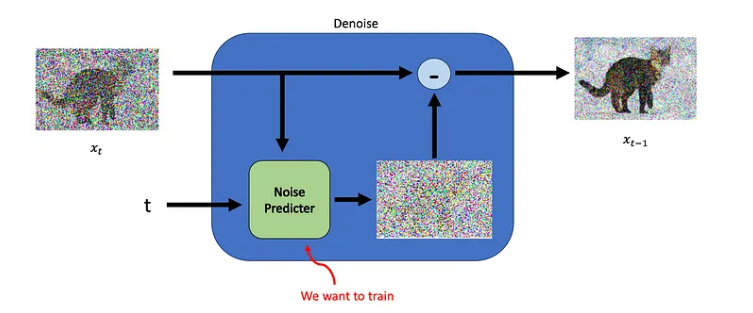 Denoise
-
x_t
x_{t-1}
t
Noise
Predicter
We want to train